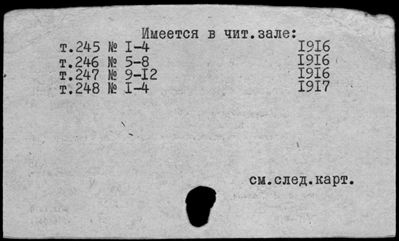 Имеется в чит.зале:
т.245 № I-4 I9I6
т.246 № 5-8 I9I6
т.247 № 9-I2 I9I6
т.248 № I-4 I9I7
см.след.карт.